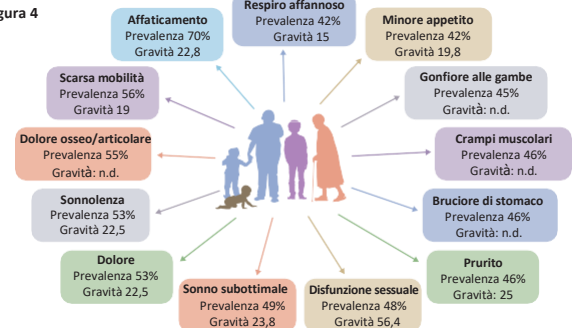 gura 4
Respiro affannoso
Prevalenza 42%
Gravità 15
Affaticamento
Prevalenza 70%
Gravità 22,8
Minore appetito
Prevalenza 42%
Gravità 19,8
Scarsa mobilità
Prevalenza 56%
Gravità 19
Gonfiore alle gambe
Prevalenza 45%
Gravità: n.d.
Dolore osseo/articolare
Prevalenza 55%
Gravità: n.d.
Crampi muscolari
Prevalenza 46%
Gravità: n.d.
Sonnolenza
Prevalenza 53%
Gravità 22,5
Bruciore di stomaco
Prevalenza 46%
Gravità: n.d.
Dolore
Prevalenza 53%
Gravità 22,5
Sonno subottimale
Prevalenza 49%
Gravità 23,8
Disfunzione sessuale
Prevalenza 48%
Gravità 56,4
Prurito
Prevalenza 46%
Gravità: 25